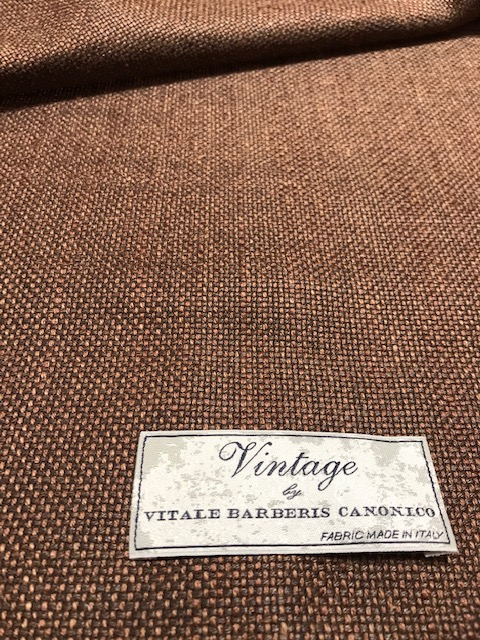 Vintage
by
VITALE BARBERIS CANONICO
FABRIC MADE IN ITALY